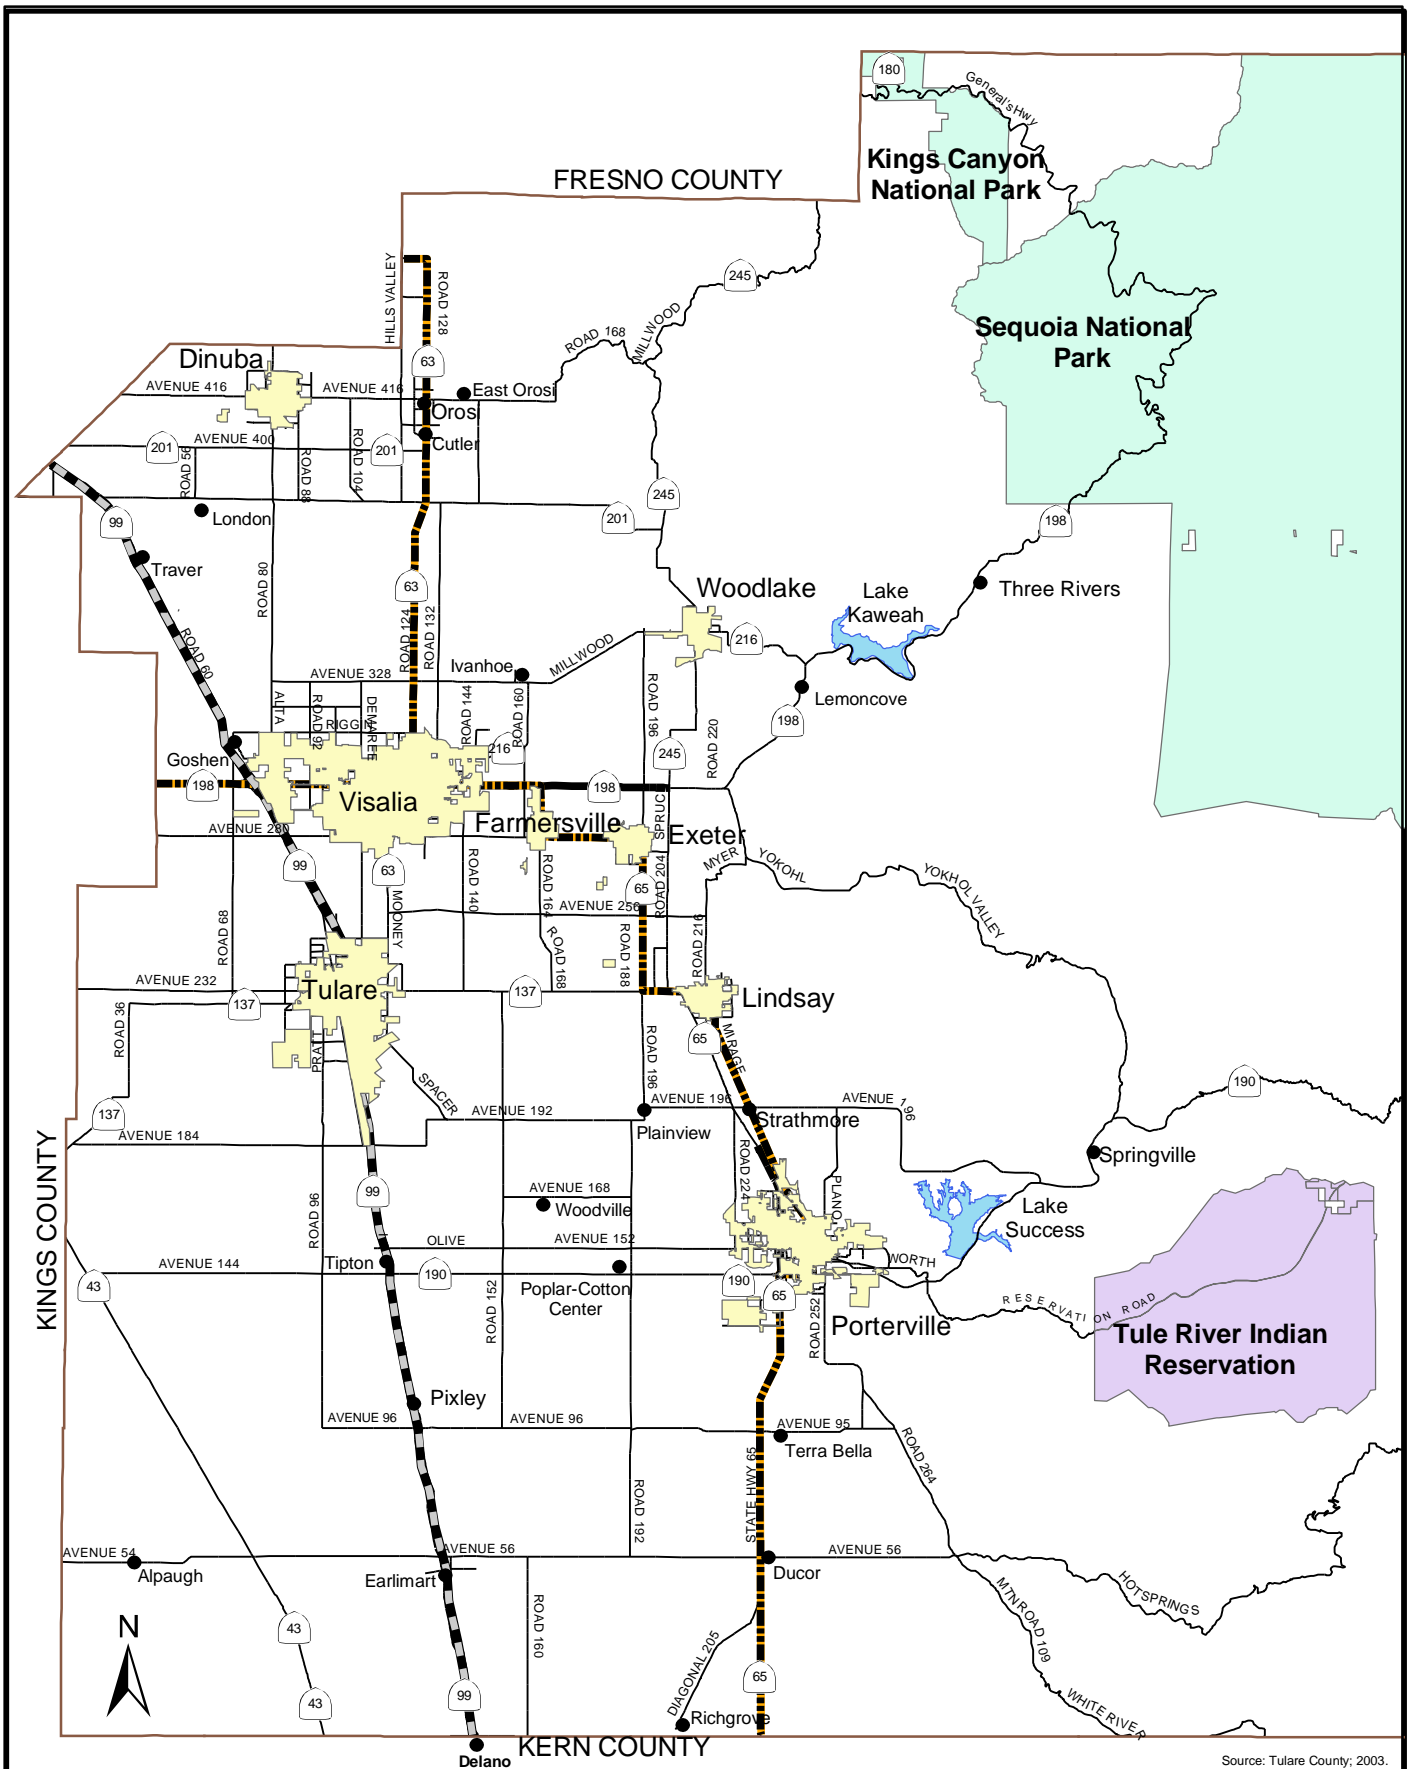 180
General's Hwy
Kings Canyon
National Park
FRESNO COUNTY
HILLS VALLEY
ROAD 128
245
MILLWOOD
ROAD 168
Sequoia National
Park
Dinuba
63
AVENUE 416
AVENUE 416
East Orosi
Orosi
AVENUE 400
201
201
Cutler
ROAD 56
ROAD 88
ROAD 104
245
201
198
London
99
Traver
ROAD 80
63
ROAD 124
ROAD 132
Woodlake
Lake
Kaweah
Three Rivers
ROAD 60
216
MILLWOOD
Ivanhoe
AVENUE 328
Lemoncove
198
ALTA
ROAD 92
RIGGIN
DEMAREE
ROAD 144
ROAD 160
ROAD 196
ROAD 220
216
245
Goshen
198
Visalia
198
SPRUC
Farmersville
Exeter
AVENUE 280
MYER
YOKOHL
YOKHOL VALLEY
99
63
65
ROAD 204
MOONEY
ROAD 140
ROAD 164
AVENUE 256
ROAD 68
ROAD 168
ROAD 188
ROAD 216
AVENUE 232
Tulare
137
137
Lindsay
ROAD 36
PRATT
65
MIRAGE
ROAD 196
SPACER
190
137
AVENUE 192
AVENUE 196
AVENUE 196
Plainview
Strathmore
AVENUE 184
KINGS COUNTY
ROAD 224
Springville
99
AVENUE 168
Woodville
PLANO
Lake
Success
ROAD 96
OLIVE
AVENUE 152
WORTH
Tipton
AVENUE 144
190
190
43
Poplar-Cotton
Center
ROAD 152
65
ROAD 252
Porterville
RESERVATION ROAD
Tule River Indian
Reservation
Pixley
AVENUE 96
AVENUE 96
AVENUE 95
Terra Bella
ROAD 264
STATE HWY 65
ROAD 192
AVENUE 54
AVENUE 56
AVENUE 56
Alpaugh
Earlimart
Ducor
HOTSPRINGS
MTN ROAD 109
N
43
ROAD 160
DIAGONAL 205
65
43
99
Richgrove
WHITE RIVER
Delano
KERN COUNTY
Source: Tulare County; 2003.